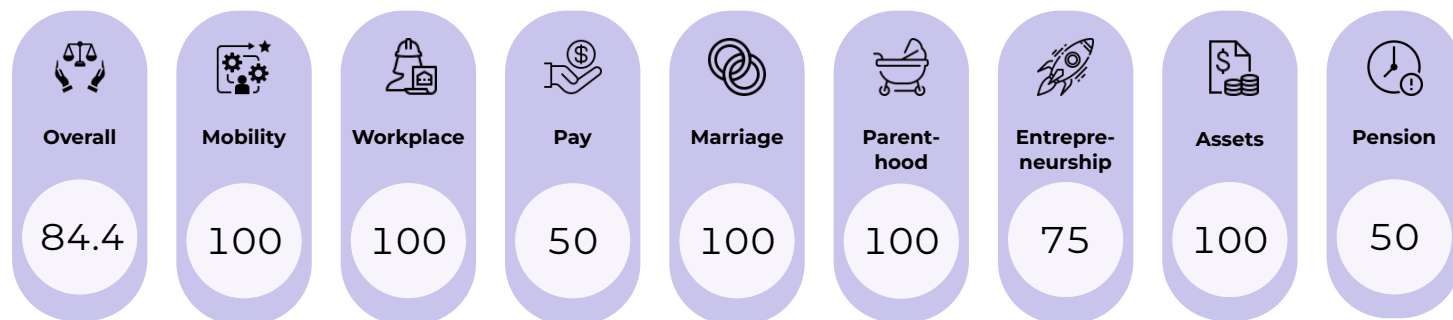 Overall
84.4
Mobility
100
Workplace
100
$
Pay
50
Marriage
100
Parent-
hood
100
Entrepre-
neurship
75
$
Assets
100
!
Pension
50